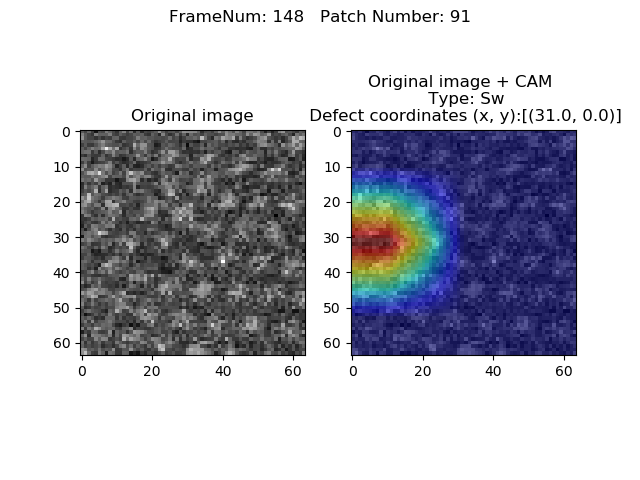 FrameNum: 148   Patch Number: 91
Original image
Original image + CAM
Type: Sw
Defect coordinates (x, y):[(31.0, 0.0)]
0
10
20
30
40
50
60
0 20 40 60
0
10
20
30
40
50
60
0 20 40 60